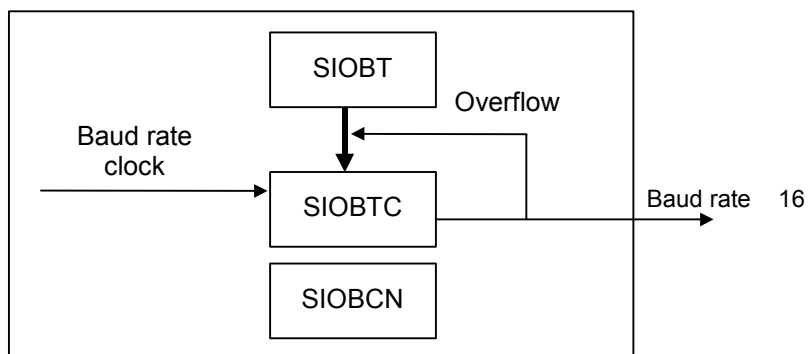 SIOBT
Overflow
Baud rate
clock
SIOBTC
Baud rate 16
SIOBCN